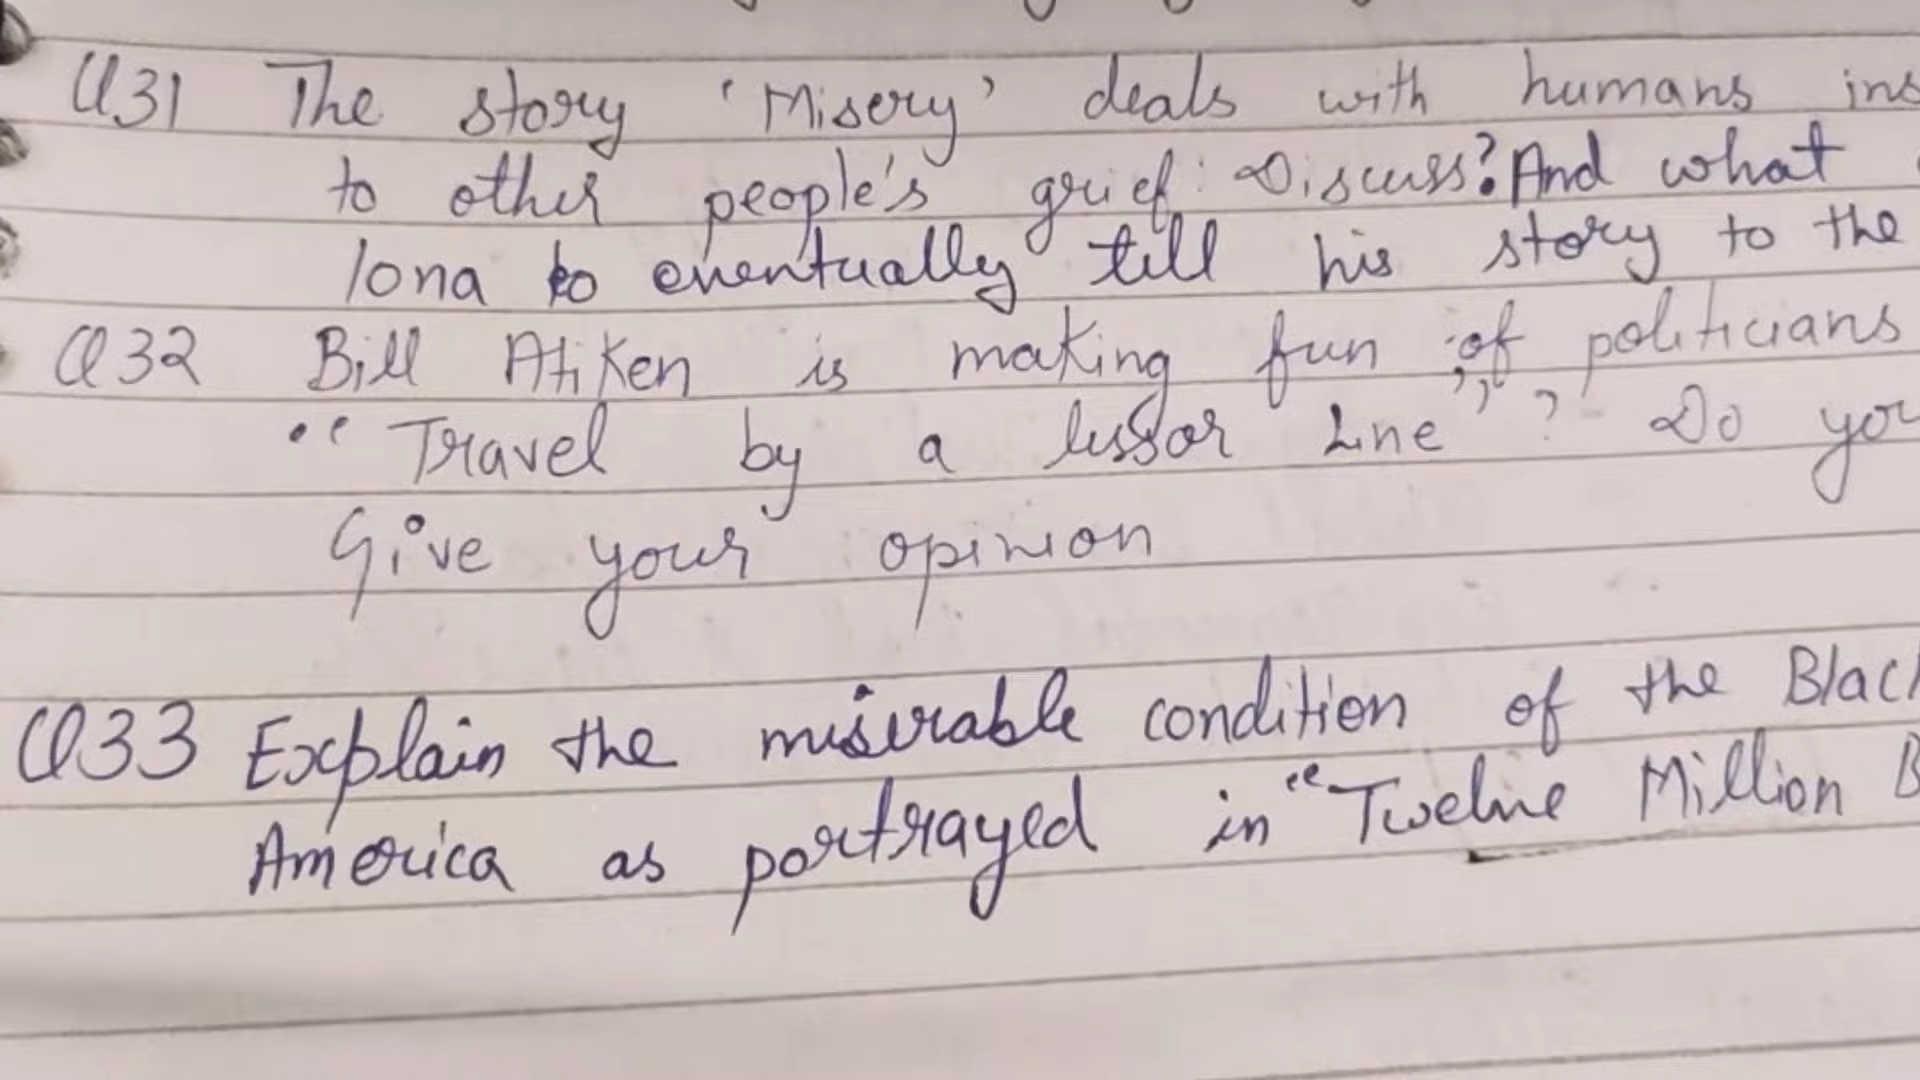 Q31 The story 'Misery' deals with humans ins
to other people's grief. Discuss? And what
Iona to eventually tell his story to the
Q32 Bill Atiken is making fun of politicians
"Travel by a lessor Line"? Do you
Give your opinion
Q33 Explain the miserable condition of the Black
America as portrayed in "Twelve Million B